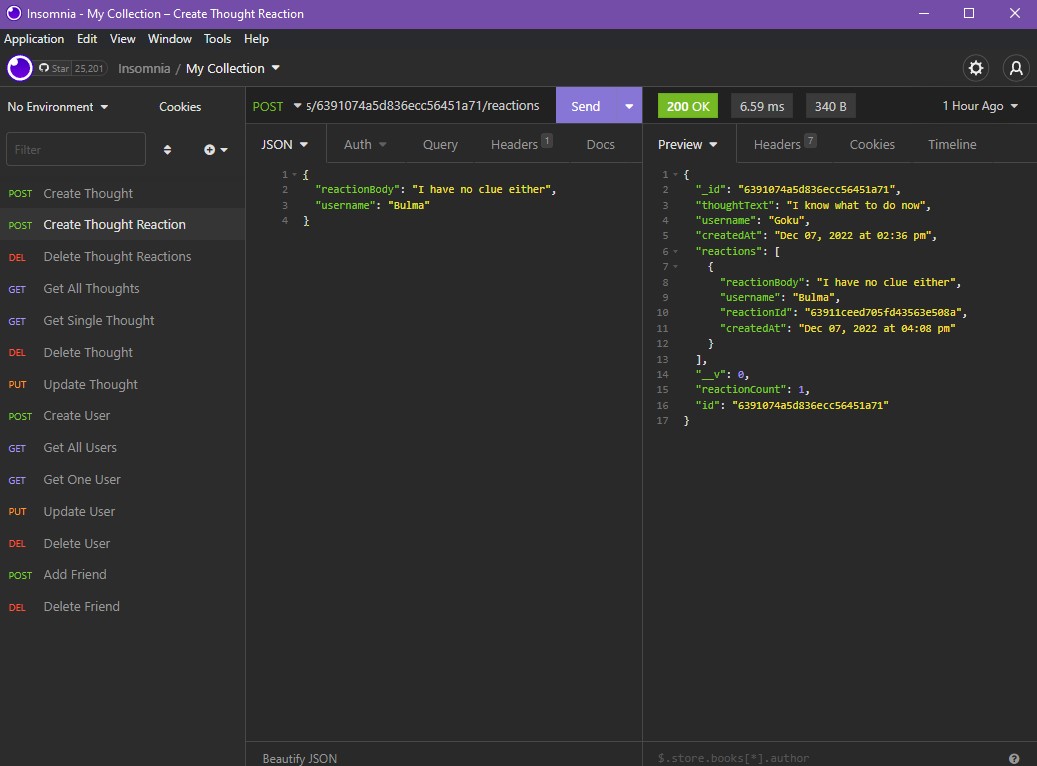 Insomnia - My Collection – Create Thought Reaction
Application Edit View Window Tools Help
Star 25,201 Insomnia / My Collection
No Environment Cookies
POST s/6391074a5d836ecc56451a71/reactions Send
200 OK 6.59 ms 340 B 1 Hour Ago
Filter
JSON Auth Query Headers 1 Docs
Preview Headers 7 Cookies Timeline
POST Create Thought
POST Create Thought Reaction
DEL Delete Thought Reactions
GET Get All Thoughts
GET Get Single Thought
DEL Delete Thought
PUT Update Thought
POST Create User
GET Get All Users
GET Get One User
PUT Update User
DEL Delete User
POST Add Friend
DEL Delete Friend
1 {
2 "reactionBody": "I have no clue either",
3 "username": "Bulma"
4 }
Beautify JSON
1 {
2 "_id": "6391074a5d836ecc56451a71",
3 "thoughtText": "I know what to do now",
4 "username": "Goku",
5 "createdAt": "Dec 07, 2022 at 02:36 pm",
6 "reactions": [
7 {
8 "reactionBody": "I have no clue either",
9 "username": "Bulma",
10 "reactionId": "63911ceed705fd43563e508a",
11 "createdAt": "Dec 07, 2022 at 04:08 pm"
12 }
13 ],
14 "__v": 0,
15 "reactionCount": 1,
16 "id": "6391074a5d836ecc56451a71"
17 }
$.store.books[*].author